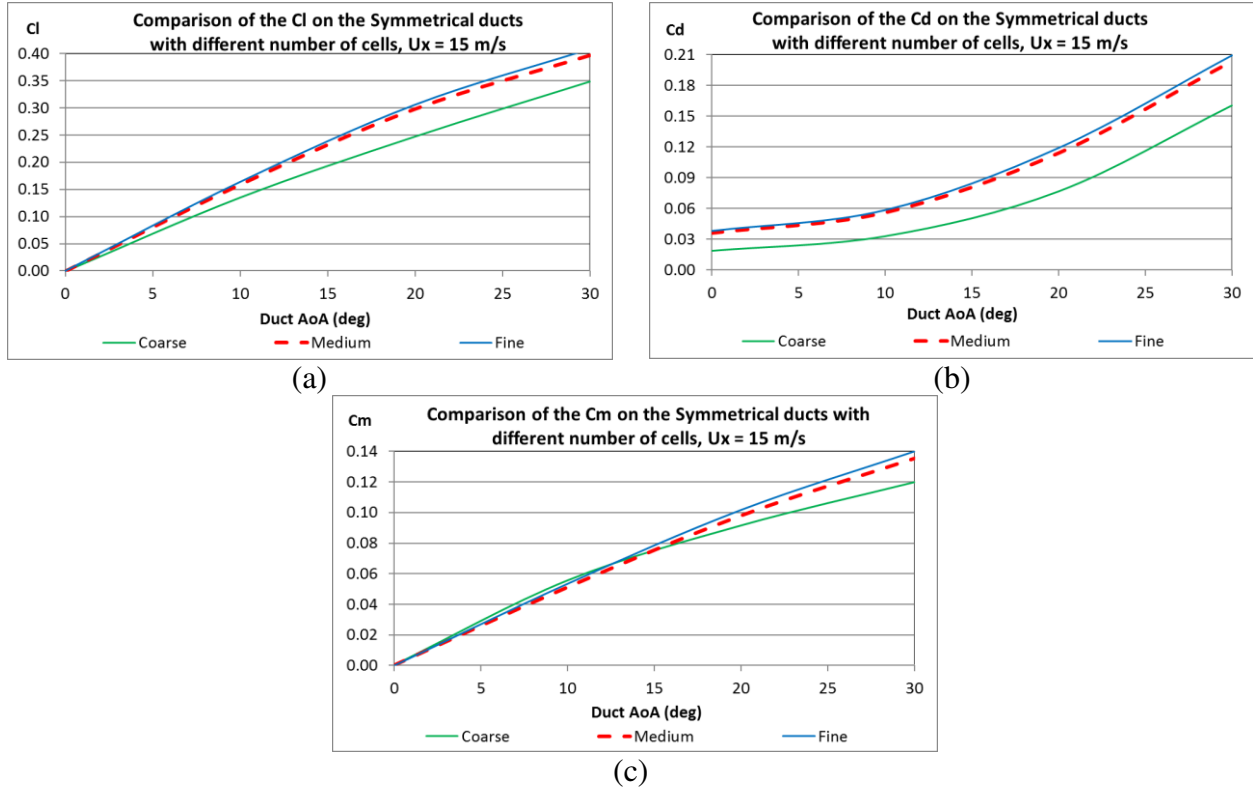 Cl
Comparison of the Cl on the Symmetrical ducts
with different number of cells, Ux = 15 m/s
0.40
0.35
0.30
0.25
0.20
0.15
0.10
0.05
0.00
0 5 10 15 20 25 30
Duct AoA (deg)
Coarse Medium Fine
(a)
Cd
Comparison of the Cd on the Symmetrical ducts
with different number of cells, Ux = 15 m/s
0.21
0.18
0.15
0.12
0.09
0.06
0.03
0.00
0 5 10 15 20 25 30
Duct AoA (deg)
Coarse Medium Fine
(b)
Cm
Comparison of the Cm on the Symmetrical ducts with
different number of cells, Ux = 15 m/s
0.14
0.12
0.10
0.08
0.06
0.04
0.02
0.00
0 5 10 15 20 25 30
Duct AoA (deg)
Coarse Medium Fine
(c)